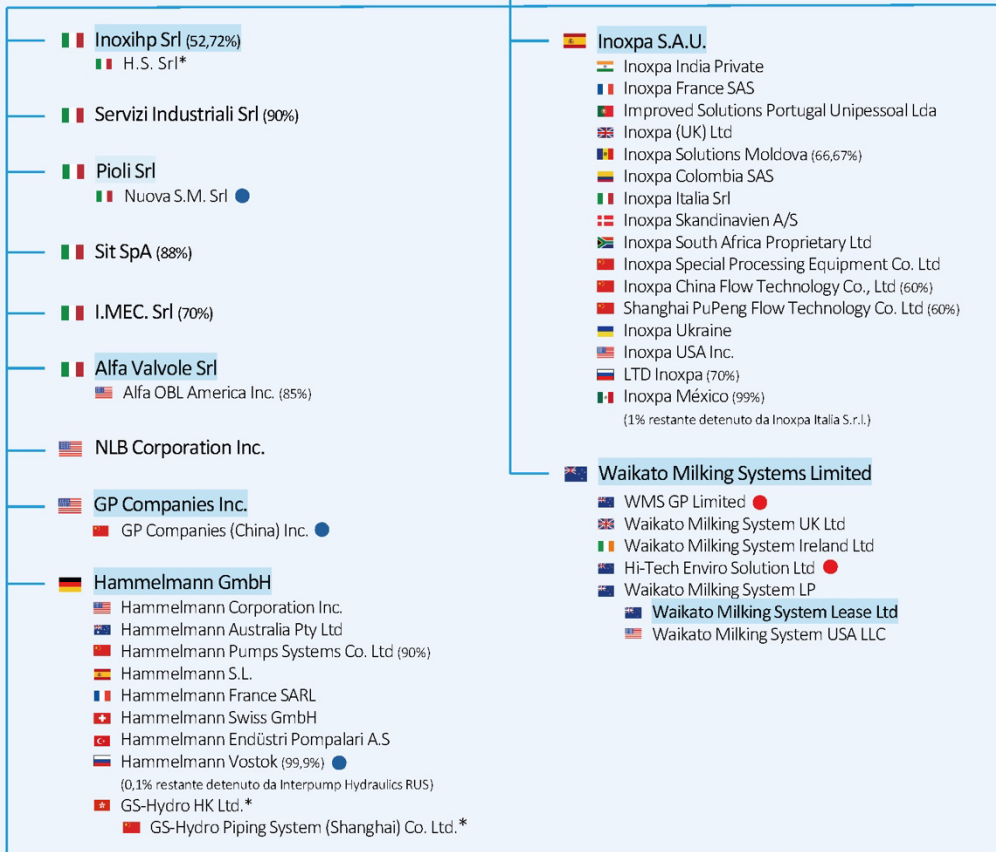 Inoxihp Srl (52,72%)
H.S. Srl*
Servizi Industriali Srl (90%)
Pioli Srl
Nuova S.M. Srl
Sit SpA (88%)
I.MEC. Srl (70%)
Alfa Valvole Srl
Alfa OBL America Inc. (85%)
NLB Corporation Inc.
GP Companies Inc.
GP Companies (China) Inc.
Hammelmann GmbH
Hammelmann Corporation Inc.
Hammelmann Australia Pty Ltd
Hammelmann Pumps Systems Co. Ltd (90%)
Hammelmann S.L.
Hammelmann France SARL
Hammelmann Swiss GmbH
Hammelmann Endüstri Pompalari A.S
Hammelmann Vostok (99,9%)
(0,1% restante detenuto da Interpump Hydraulics RUS)
GS-Hydro HK Ltd.*
GS-Hydro Piping System (Shanghai) Co. Ltd.*
Inoxpa S.A.U.
Inoxpa India Private
Inoxpa France SAS
Improved Solutions Portugal Unipessoal Lda
Inoxpa (UK) Ltd
Inoxpa Solutions Moldova (66,67%)
Inoxpa Colombia SAS
Inoxpa Italia Srl
Inoxpa Skandinavien A/S
Inoxpa South Africa Proprietary Ltd
Inoxpa Special Processing Equipment Co. Ltd
Inoxpa China Flow Technology Co., Ltd (60%)
Shanghai PuPeng Flow Technology Co. Ltd (60%)
Inoxpa Ukraine
Inoxpa USA Inc.
LTD Inoxpa (70%)
Inoxpa México (99%)
(1% restante detenuto da Inoxpa Italia S.r.l.)
Waikato Milking Systems Limited
WMS GP Limited
Waikato Milking System UK Ltd
Waikato Milking System Ireland Ltd
Hi-Tech Enviro Solution Ltd
Waikato Milking System LP
Waikato Milking System Lease Ltd
Waikato Milking System USA LLC